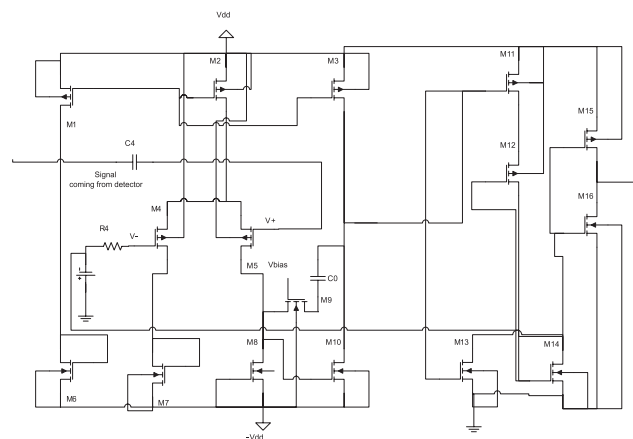 Vdd
M2
M3
M11
M1
M15
C4
M12
Signal
coming from detector
M4
V+
M16
R4
V-
M5
Vbias
C0
M9
M8
M10
M13
M14
M6
M7
-Vdd